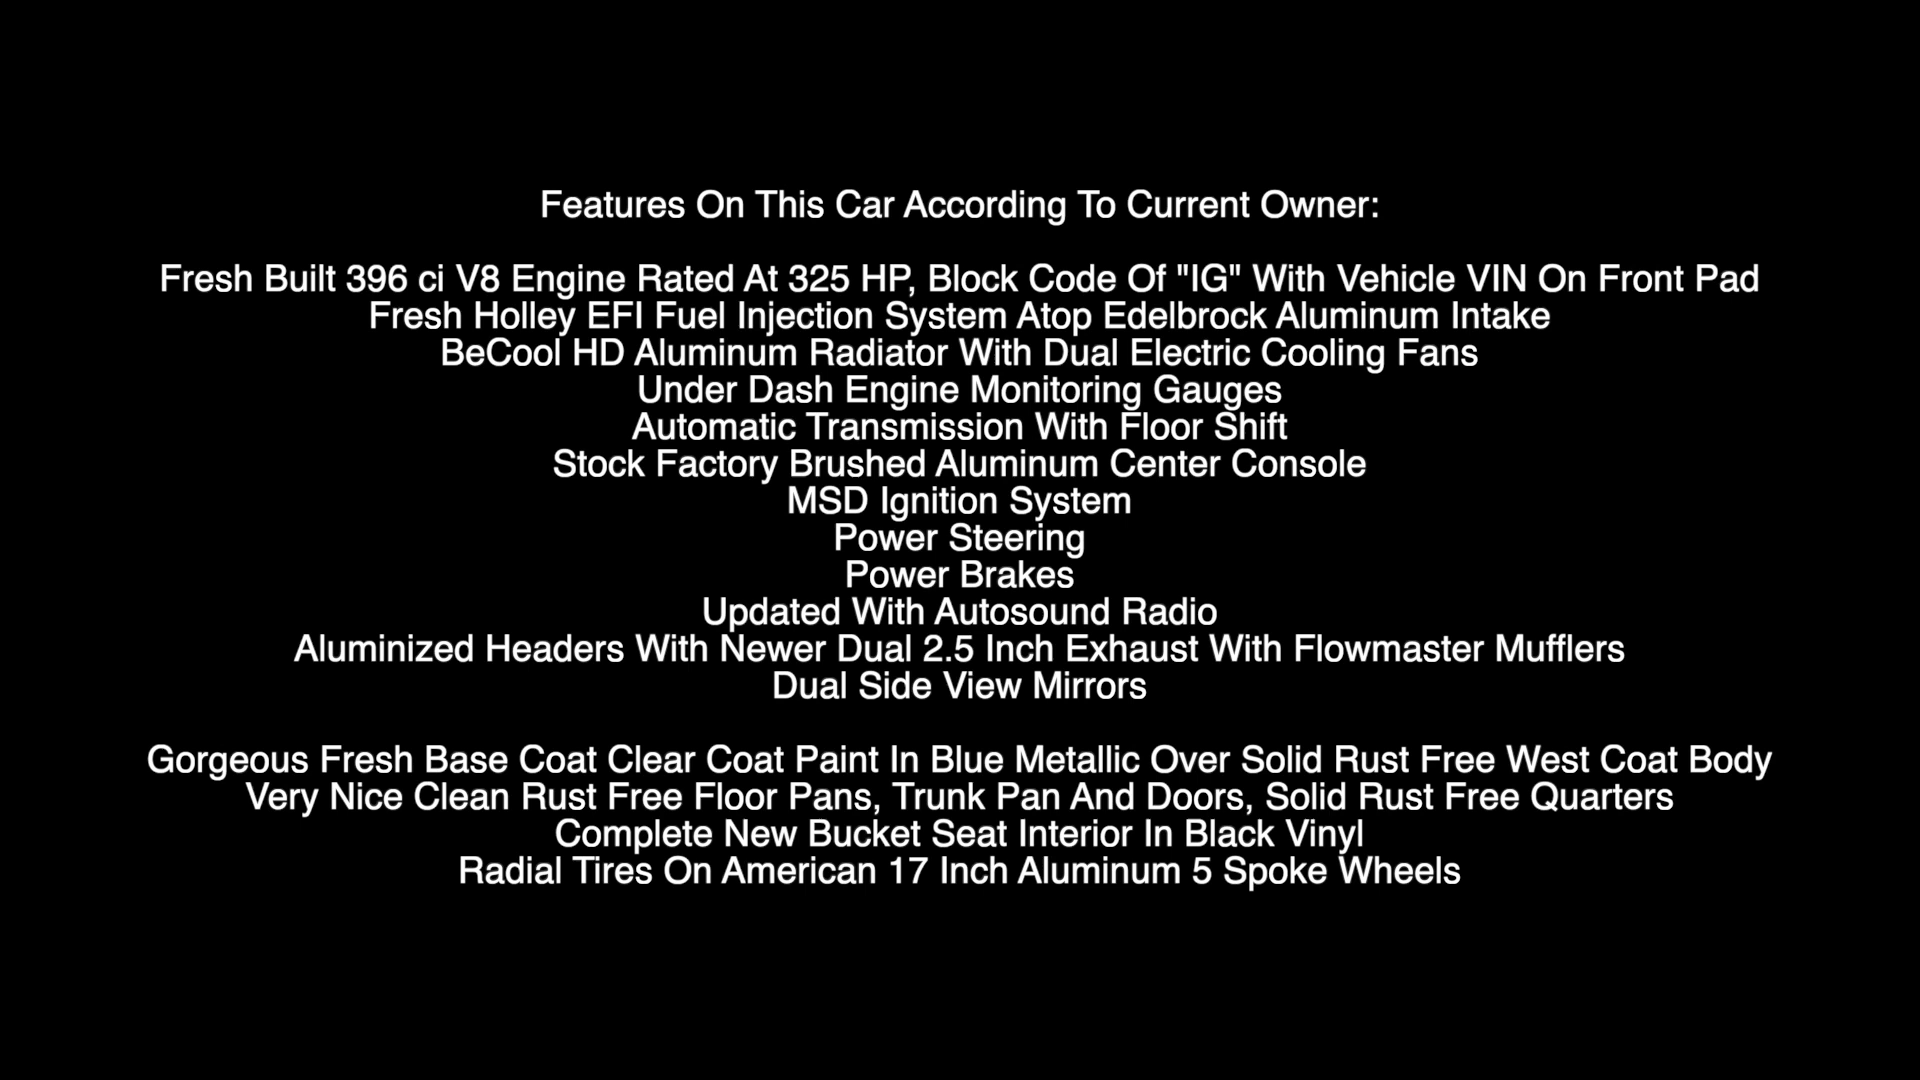 Features On This Car According To Current Owner:
Fresh Built 396 ci V8 Engine Rated At 325 HP, Block Code Of "IG" With Vehicle VIN On Front Pad
Fresh Holley EFI Fuel Injection System Atop Edelbrock Aluminum Intake
BeCool HD Aluminum Radiator With Dual Electric Cooling Fans
Under Dash Engine Monitoring Gauges
Automatic Transmission With Floor Shift
Stock Factory Brushed Aluminum Center Console
MSD Ignition System
Power Steering
Power Brakes
Updated With Autosound Radio
Aluminized Headers With Newer Dual 2.5 Inch Exhaust With Flowmaster Mufflers
Dual Side View Mirrors
Gorgeous Fresh Base Coat Clear Coat Paint In Blue Metallic Over Solid Rust Free West Coat Body
Very Nice Clean Rust Free Floor Pans, Trunk Pan And Doors, Solid Rust Free Quarters
Complete New Bucket Seat Interior In Black Vinyl
Radial Tires On American 17 Inch Aluminum 5 Spoke Wheels